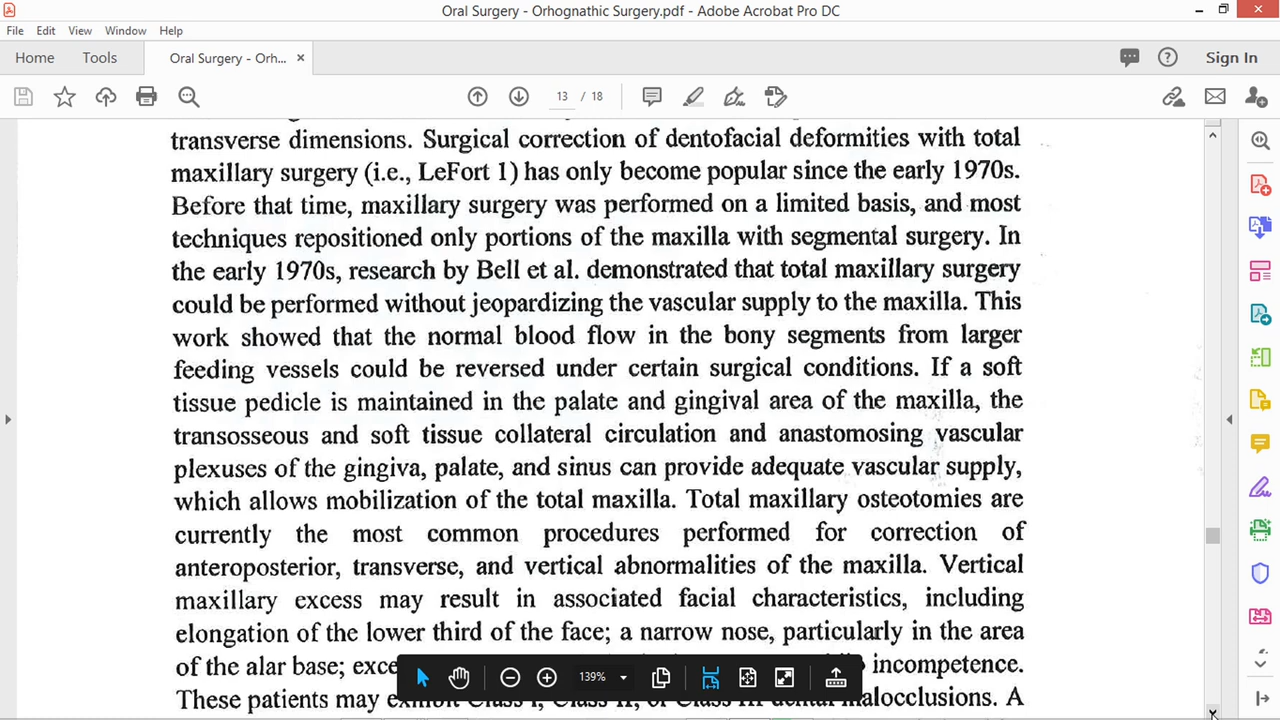 Oral Surgery - Orhognathic Surgery.pdf - Adobe Acrobat Pro DC
File Edit View Window Help
Home Tools Oral Surgery - Orh... × Sign In
13 / 18
transverse dimensions. Surgical correction of dentofacial deformities with total
maxillary surgery (i.e., LeFort 1) has only become popular since the early 1970s.
Before that time, maxillary surgery was performed on a limited basis, and most
techniques repositioned only portions of the maxilla with segmental surgery. In
the early 1970s, research by Bell et al. demonstrated that total maxillary surgery
could be performed without jeopardizing the vascular supply to the maxilla. This
work showed that the normal blood flow in the bony segments from larger
feeding vessels could be reversed under certain surgical conditions. If a soft
tissue pedicle is maintained in the palate and gingival area of the maxilla, the
transosseous and soft tissue collateral circulation and anastomosing vascular
plexuses of the gingiva, palate, and sinus can provide adequate vascular supply,
which allows mobilization of the total maxilla. Total maxillary osteotomies are
currently the most common procedures performed for correction of
anteroposterior, transverse, and vertical abnormalities of the maxilla. Vertical
maxillary excess may result in associated facial characteristics, including
elongation of the lower third of the face; a narrow nose, particularly in the area
of the alar base; incompetence.
139%
These patients may exhibit Class I, Class II, or Class III dental malocclusions. A